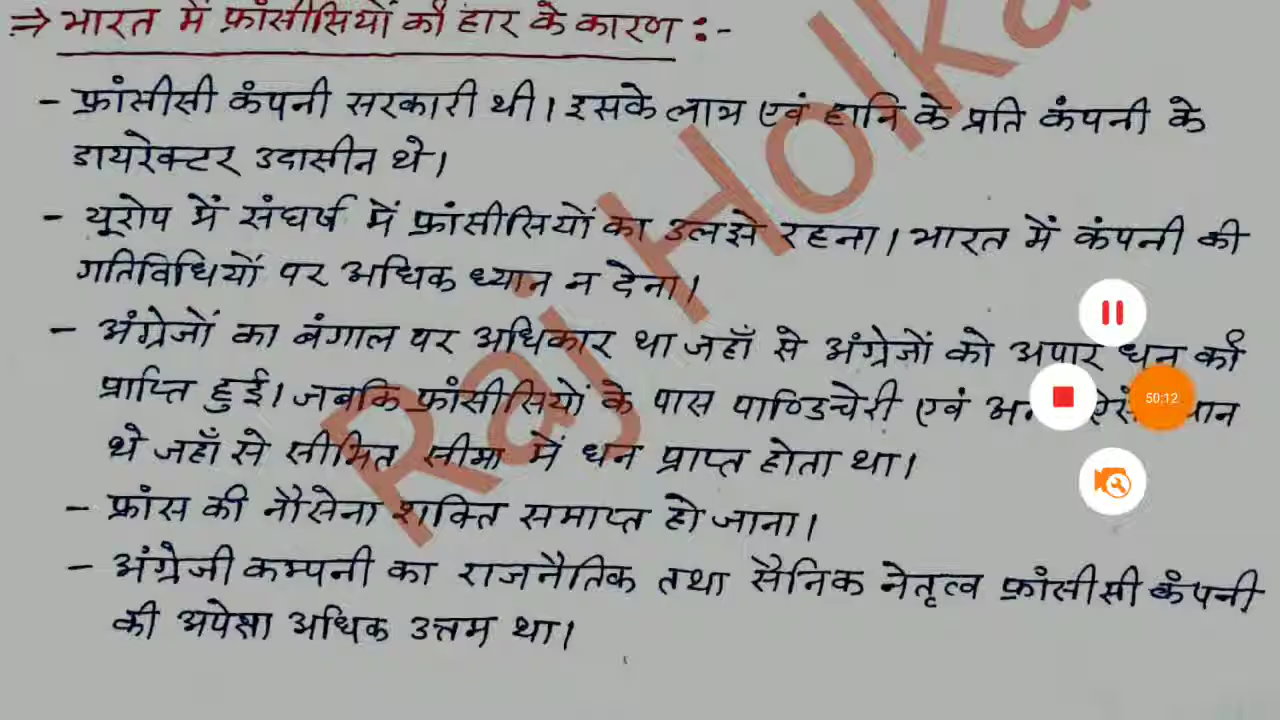 ⇒ भारत में फ्रांसीसियों की हार के कारण :-
- फ्रांसीसी कंपनी सरकारी थी। इसके लाभ एवं हानि के प्रति कंपनी के
डायरेक्टर उदासीन थे।
- यूरोप में संघर्ष में फ्रांसीसियों का उलझे रहना। भारत में कंपनी की
गतिविधियों पर अधिक ध्यान न देना।
- अंग्रेजों का बंगाल पर अधिकार था जहाँ से अंग्रेजों को अपार धन की
प्राप्ति हुई। जबकि फ्रांसीसियों के पास पाण्डिचेरी एवं
थे जहाँ से सीमित सीमा में धन प्राप्त होता था।
- फ्रांस की नौसेना शक्ति समाप्त हो जाना।
- अंग्रेजी कम्पनी का राजनैतिक तथा सैनिक नेतृत्व फ्रांसीसी कंपनी
की अपेक्षा अधिक उत्तम था।
Raj Holka
50:12